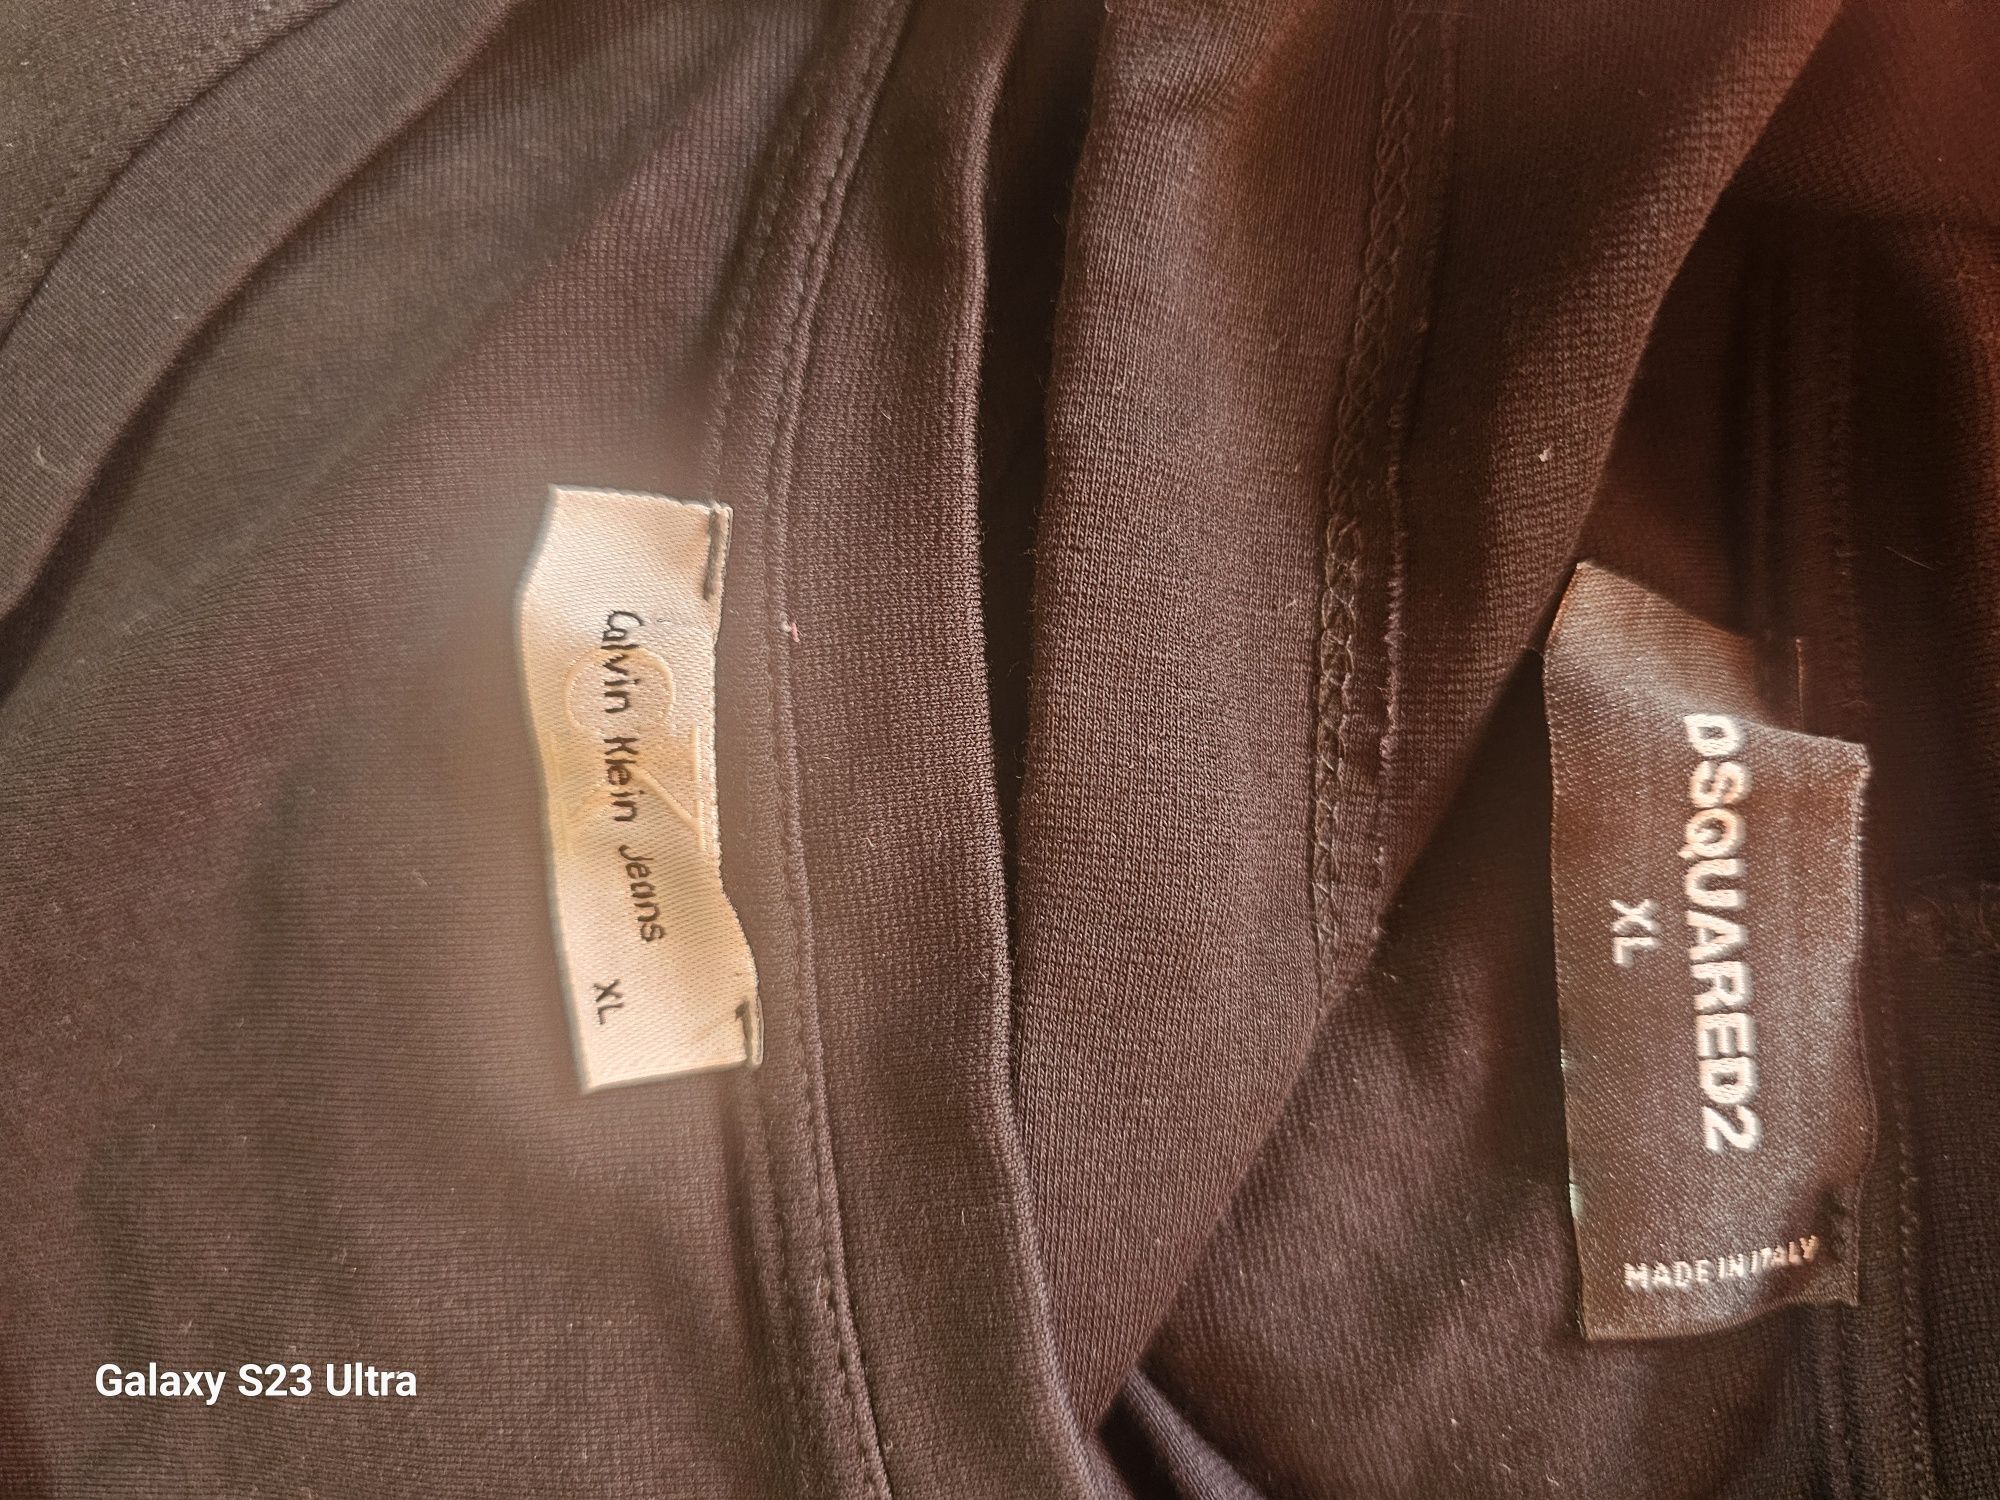 Calvin Klein Jeans
XL
DSQUARED2
XL
MADE IN ITALY
Galaxy S23 Ultra